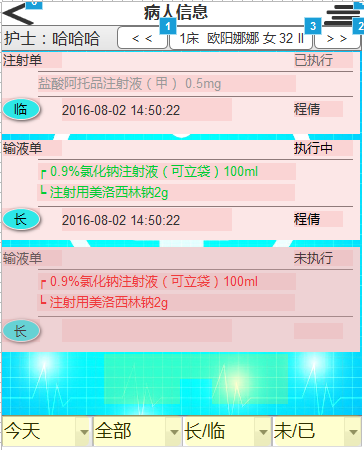 病人信息
护士：哈哈哈
1
<<
1床 欧阳娜娜 女 32 II
3
>>
2
注射单 已执行
盐酸阿托品注射液（甲） 0.5mg
临 2016-08-02 14:50:22 程倩
输液单 执行中
┏ 0.9%氯化钠注射液（可立袋）100ml
┗ 注射用美洛西林钠2g
长 2016-08-02 14:50:22 程倩
输液单 未执行
┏ 0.9%氯化钠注射液（可立袋）100ml
┗ 注射用美洛西林钠2g
长
今天 全部 长/临 未/已